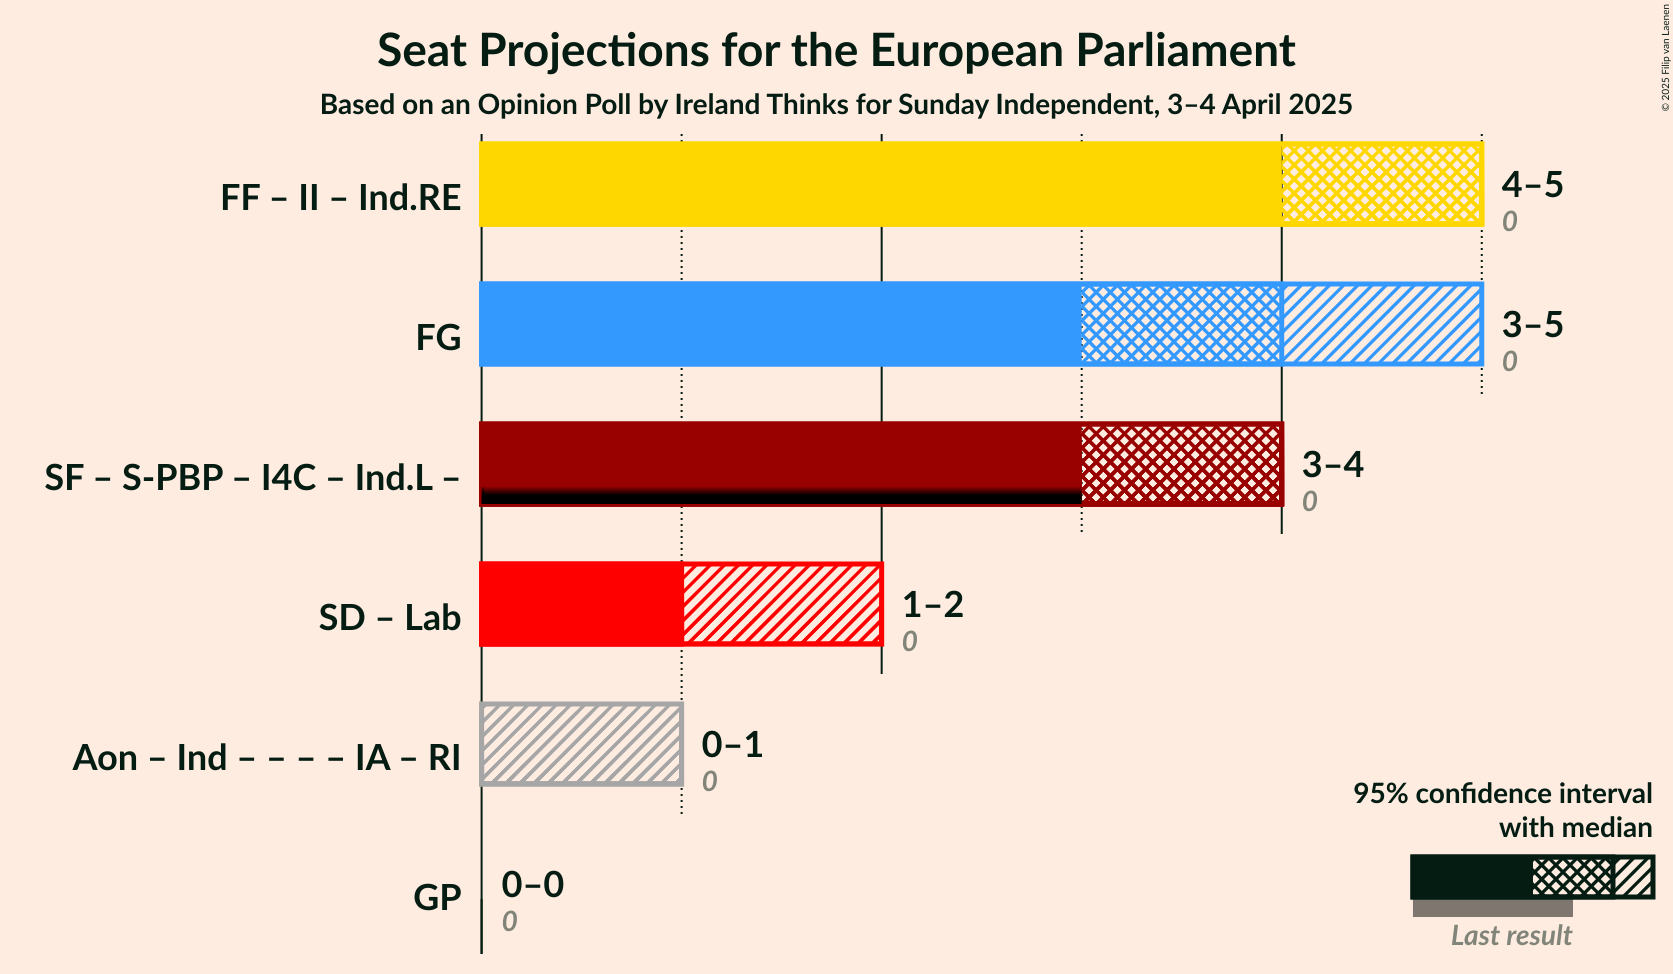 Seat Projections for the European Parliament
Based on an Opinion Poll by Ireland Thinks for Sunday Independent, 3–4 April 2025
© 2025 Filip van Laenen
FF – II – Ind.RE
4–5
0
FG
3–5
0
SF – S-PBP – I4C – Ind.L –
3–4
0
SD – Lab
1–2
0
Aon – Ind – – – – IA – RI
0–1
0
GP
0–0
0
95% confidence interval
with median
Last result